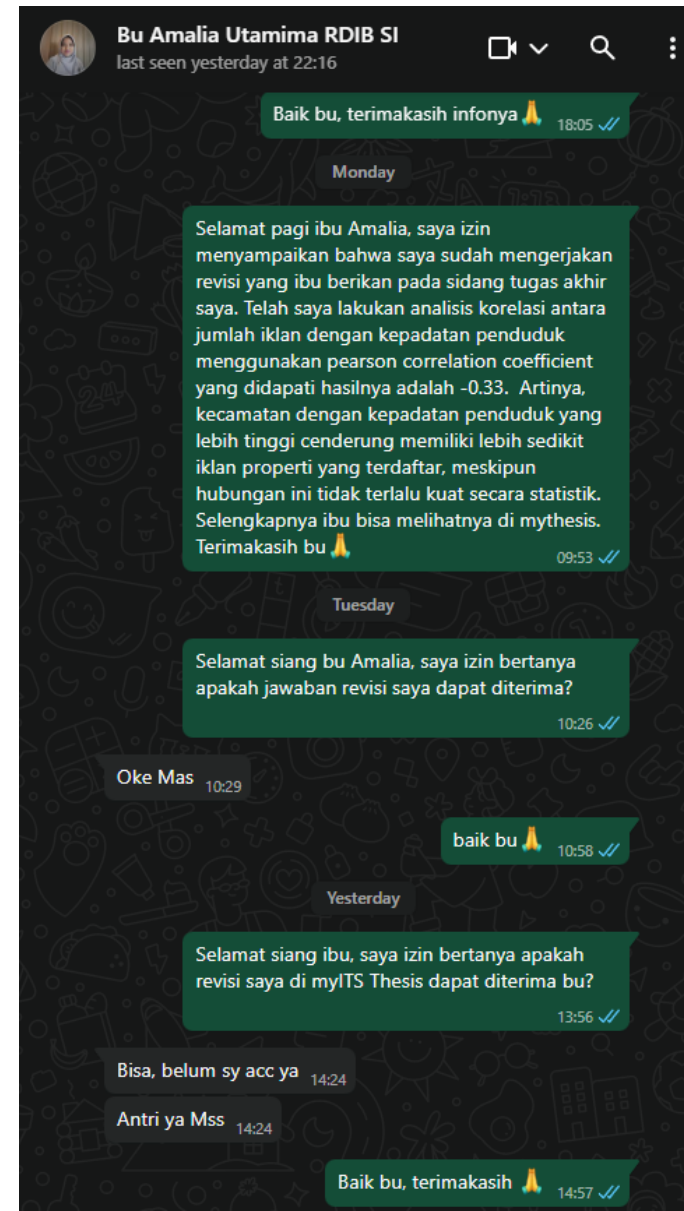 Bu Amalia Utamima RDIB SI
last seen yesterday at 22:16
Baik bu, terimakasih infonya🙏 18:05
Monday
Selamat pagi ibu Amalia, saya izin
menyampaikan bahwa saya sudah mengerjakan
revisi yang ibu berikan pada sidang tugas akhir
saya. Telah saya lakukan analisis korelasi antara
jumlah iklan dengan kepadatan penduduk
menggunakan pearson correlation coefficient
yang didapati hasilnya adalah -0.33.  Artinya,
kecamatan dengan kepadatan penduduk yang
lebih tinggi cenderung memiliki lebih sedikit
iklan properti yang terdaftar, meskipun
hubungan ini tidak terlalu kuat secara statistik.
Selengkapnya ibu bisa melihatnya di mythesis.
Terimakasih bu🙏 09:53
Tuesday
Selamat siang bu Amalia, saya izin bertanya
apakah jawaban revisi saya dapat diterima?
10:26
Oke Mas 10:29
baik bu🙏 10:58
Yesterday
Selamat siang ibu, saya izin bertanya apakah
revisi saya di myITS Thesis dapat diterima bu?
13:56
Bisa, belum sy acc ya 14:24
Antri ya Mss 14:24
Baik bu, terimakasih 🙏 14:57